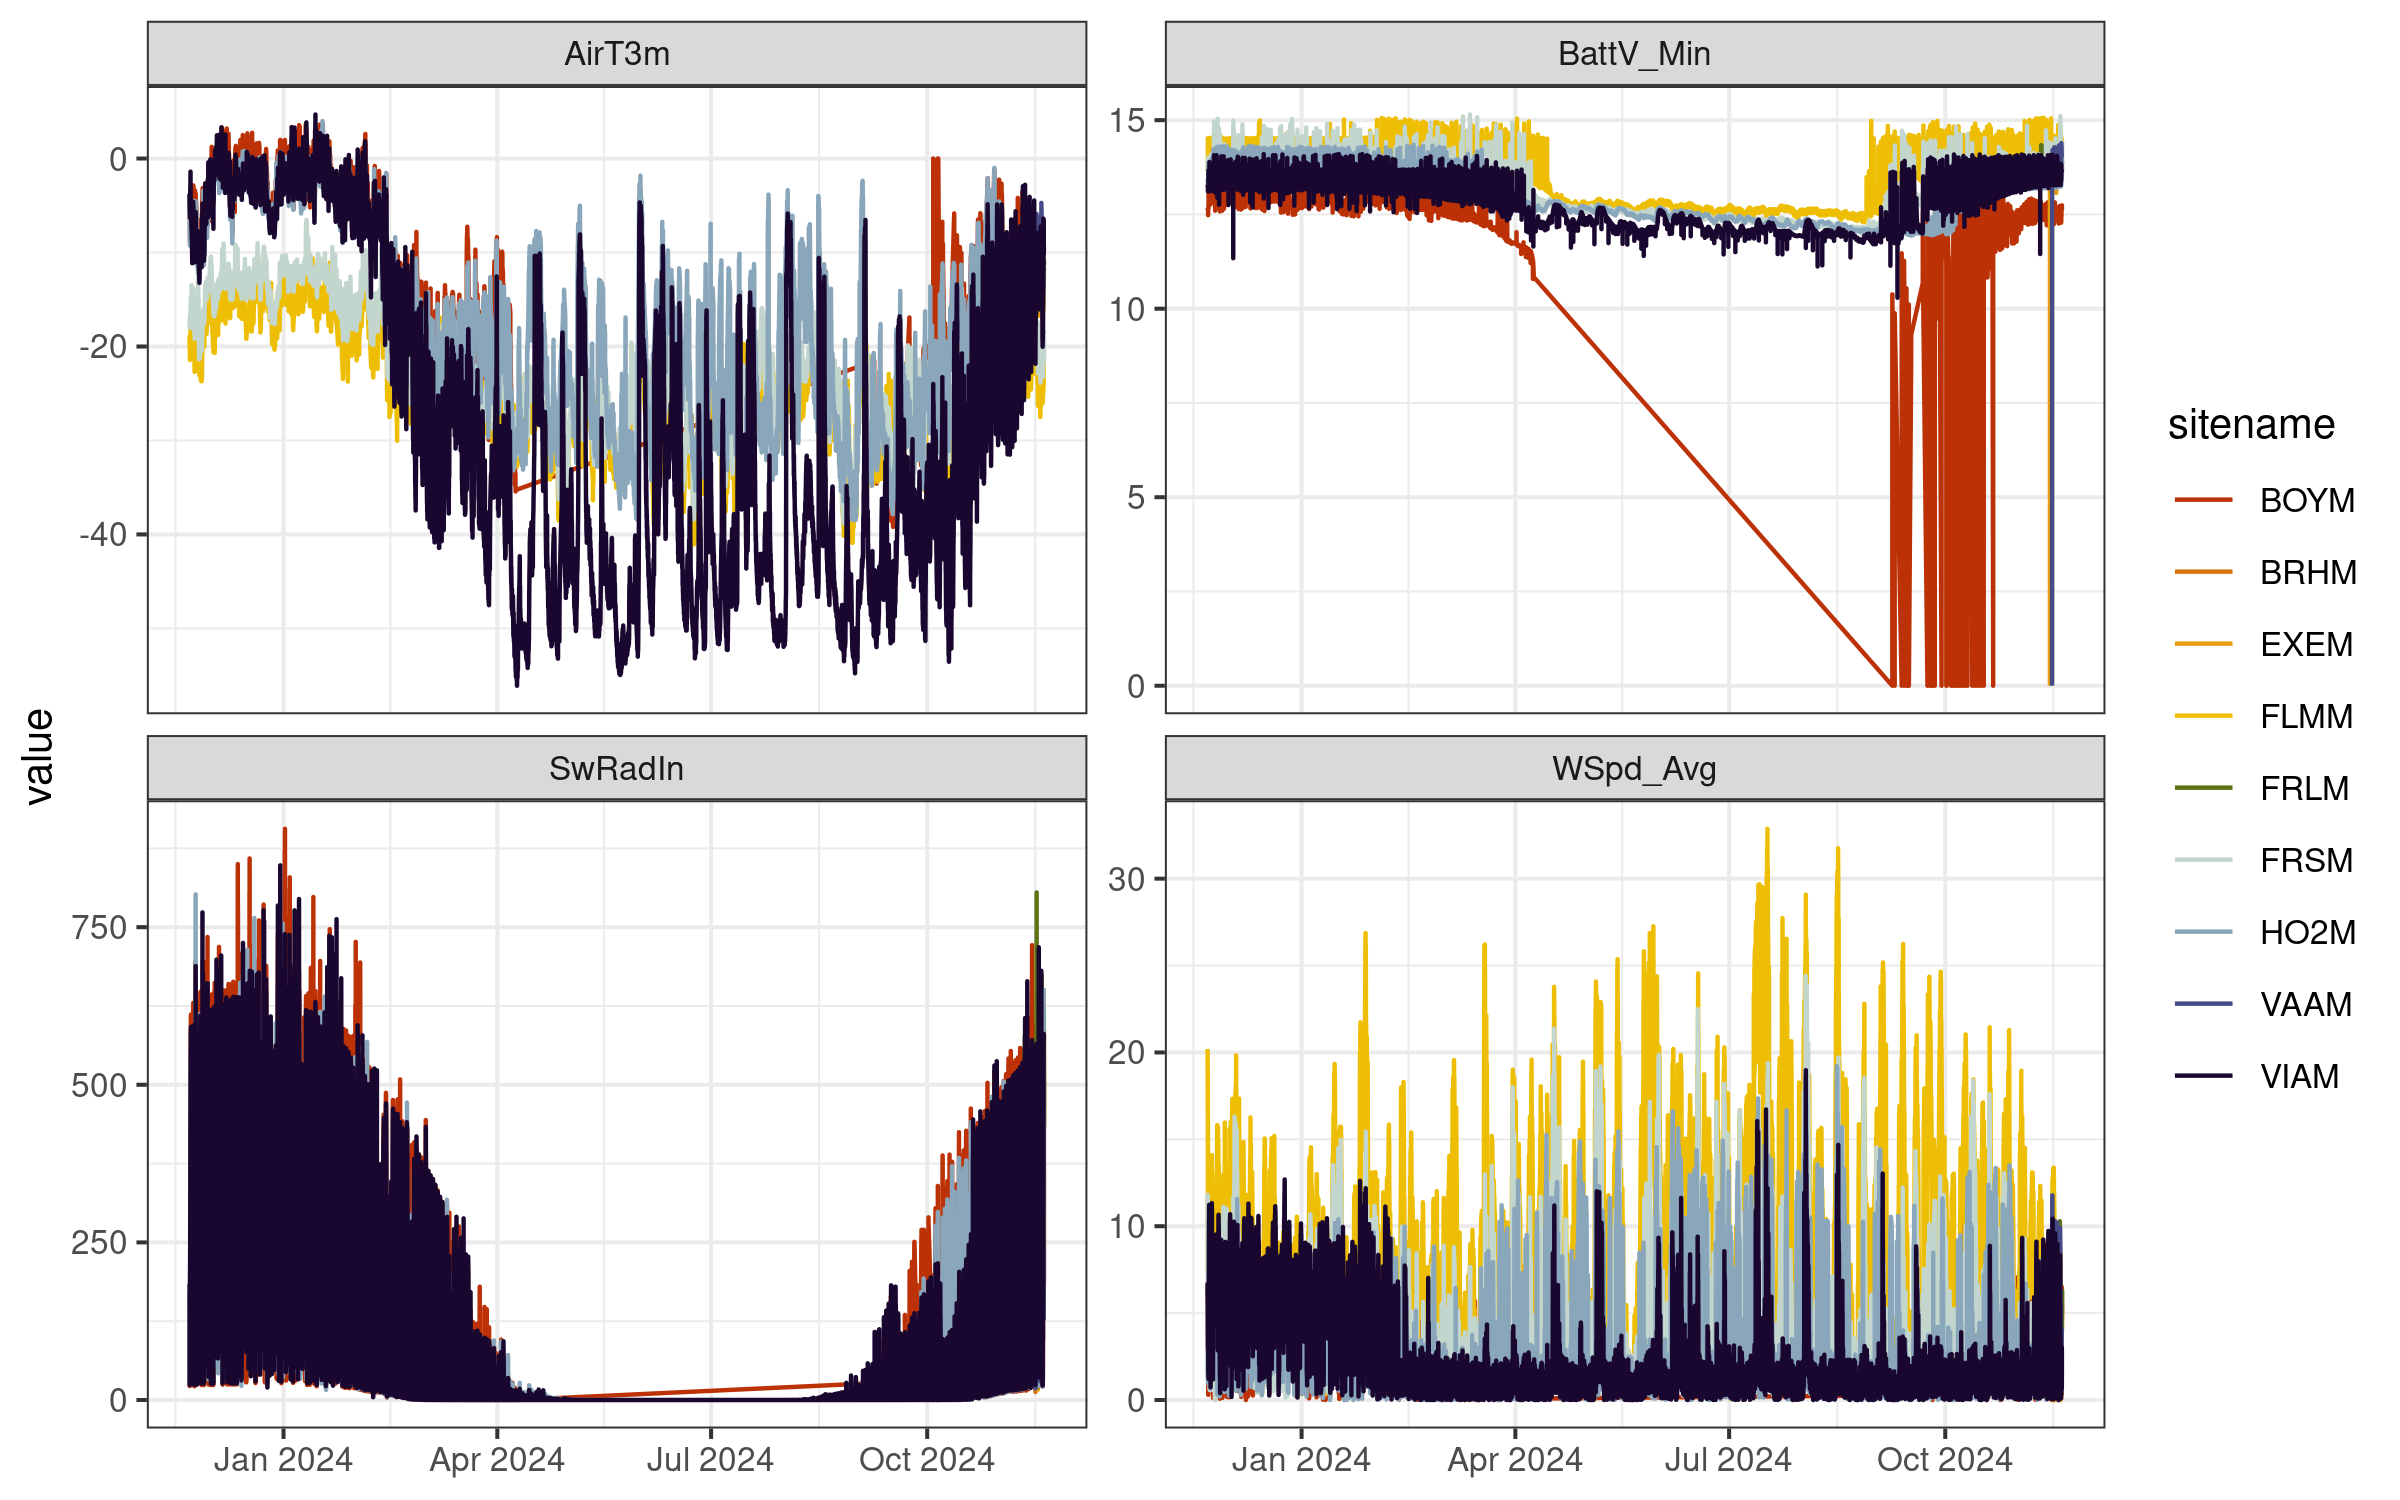 AirT3m
BattV_Min
0
-20
-40
15
10
5
0
value
SwRadIn
WSpd_Avg
750
500
250
0
30
20
10
0
Jan 2024
Apr 2024
Jul 2024
Oct 2024
Jan 2024
Apr 2024
Jul 2024
Oct 2024
sitename
BOYM
BRHM
EXEM
FLMM
FRLM
FRSM
HO2M
VAAM
VIAM